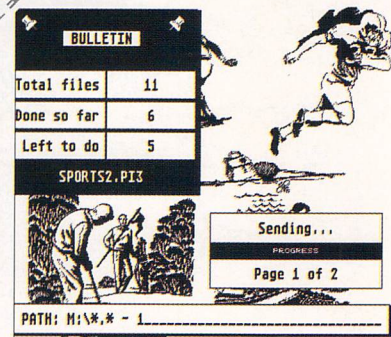 BULLETIN
Total files 11
Done so far 6
Left to do 5
SPORTS2.PI3
Sending...
PROGRESS
Page 1 of 2
PATH: M:\*.* - 1